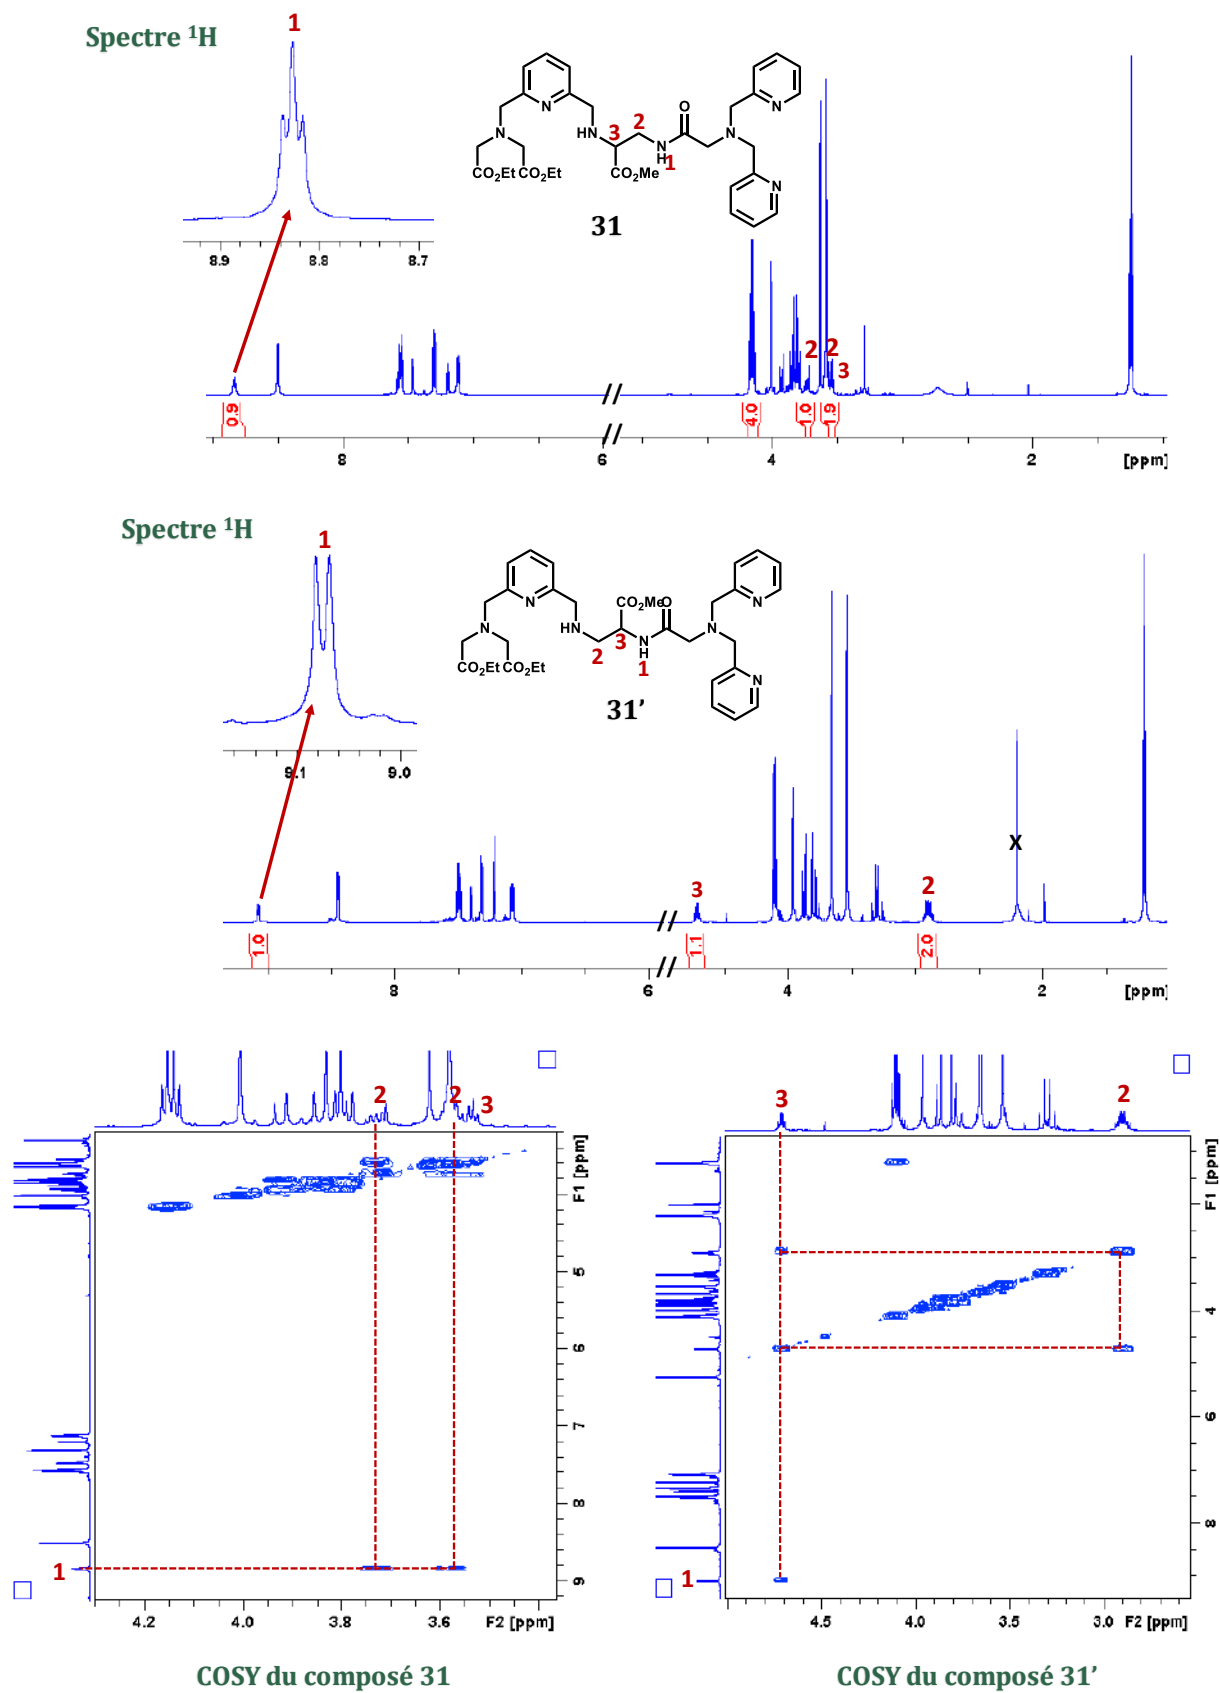 Spectre ¹H
1
8.9 8.8 8.7
N
N
HN
3
2
N
H
1
O
N
N
N
CO₂Et CO₂Et
CO₂Me
31
2 2
3
0.9 4.0 1.0 1.9
8 6 4 2 [ppm]
Spectre ¹H
1
9.1 9.0
N
N
HN
2
3
CO₂Me
O
N
H
1
N
N
N
CO₂Et CO₂Et
31’
3
2
X
1.0 1.1 2.0
8 6 4 2 [ppm]
2 2 3
F1 [ppm]
5
6
7
8
9
1
4.2 4.0 3.8 3.6 F2 [ppm]
COSY du composé 31
3 2
F1 [ppm]
4
6
8
1
4.5 4.0 3.5 3.0 F2 [ppm]
COSY du composé 31’